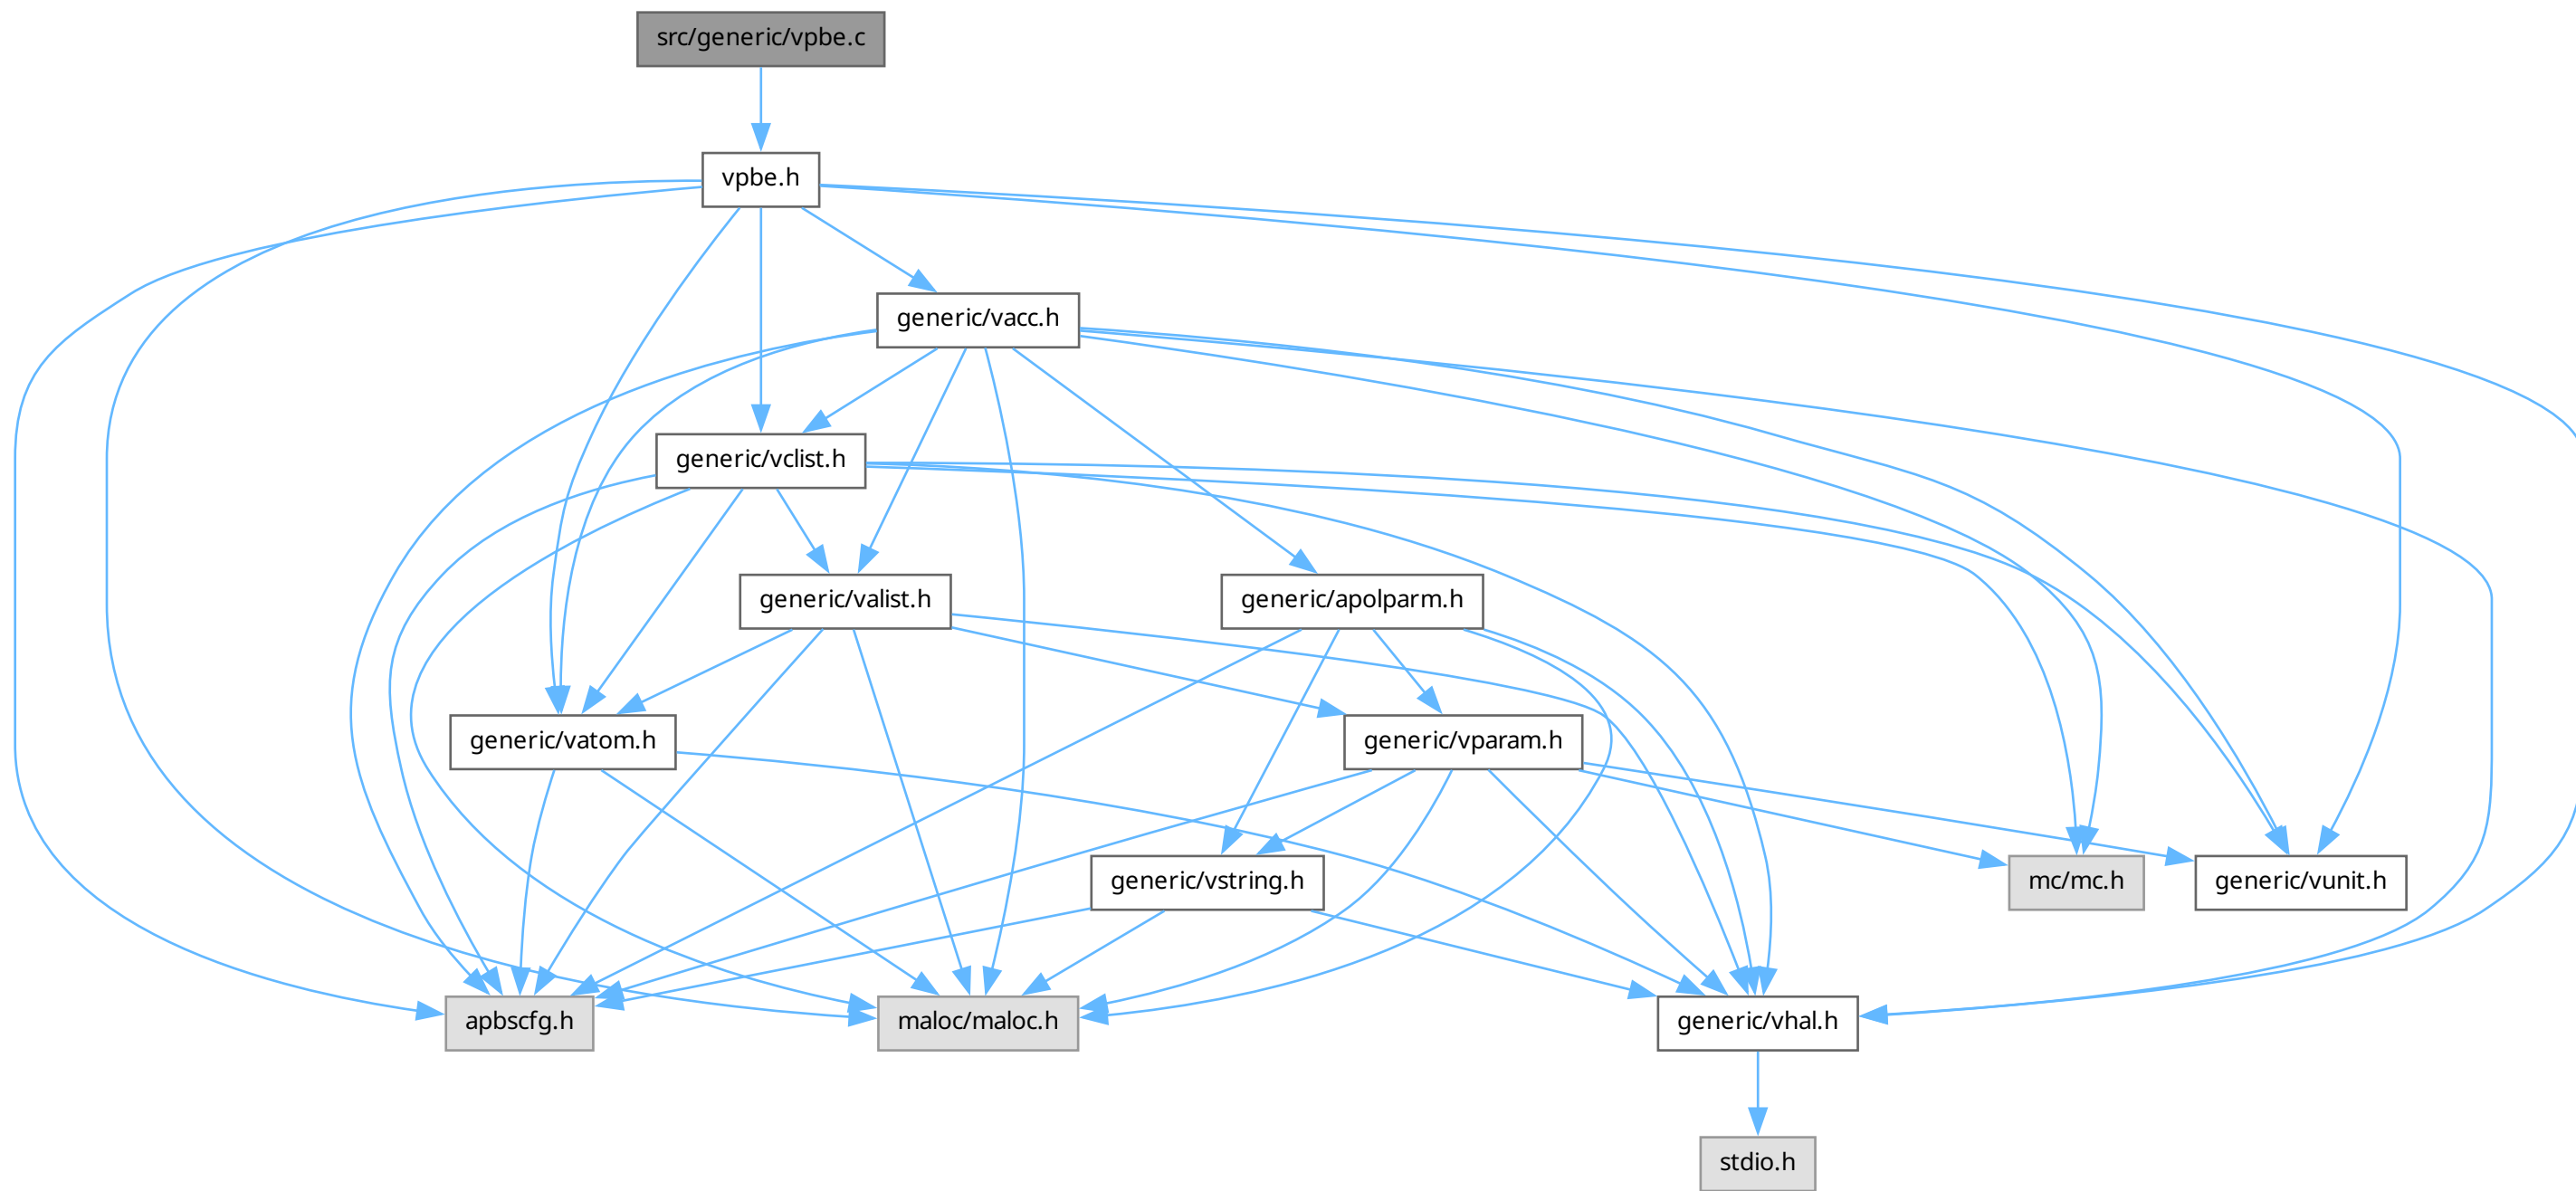 src/generic/vpbe.c
vpbe.h
generic/vacc.h
generic/vclist.h
generic/valist.h
generic/apolparm.h
generic/vatom.h
generic/vparam.h
generic/vstring.h
mc/mc.h
generic/vunit.h
apbscfg.h
maloc/maloc.h
generic/vhal.h
stdio.h